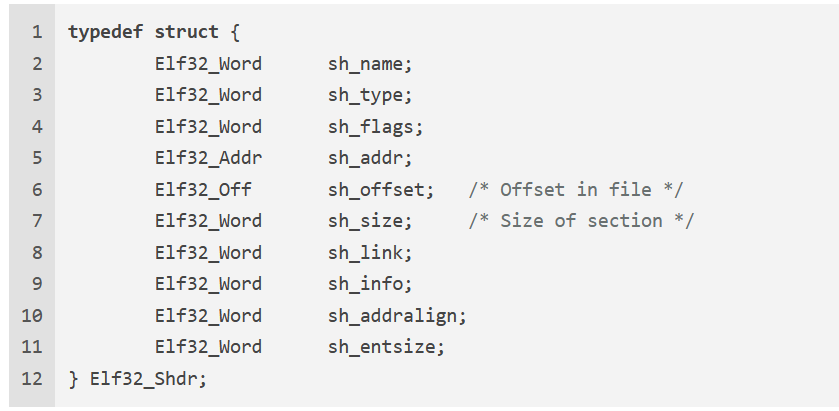 1 typedef struct {
2 Elf32_Word sh_name;
3 Elf32_Word sh_type;
4 Elf32_Word sh_flags;
5 Elf32_Addr sh_addr;
6 Elf32_Off sh_offset; /* Offset in file */
7 Elf32_Word sh_size; /* Size of section */
8 Elf32_Word sh_link;
9 Elf32_Word sh_info;
10 Elf32_Word sh_addralign;
11 Elf32_Word sh_entsize;
12 } Elf32_Shdr;